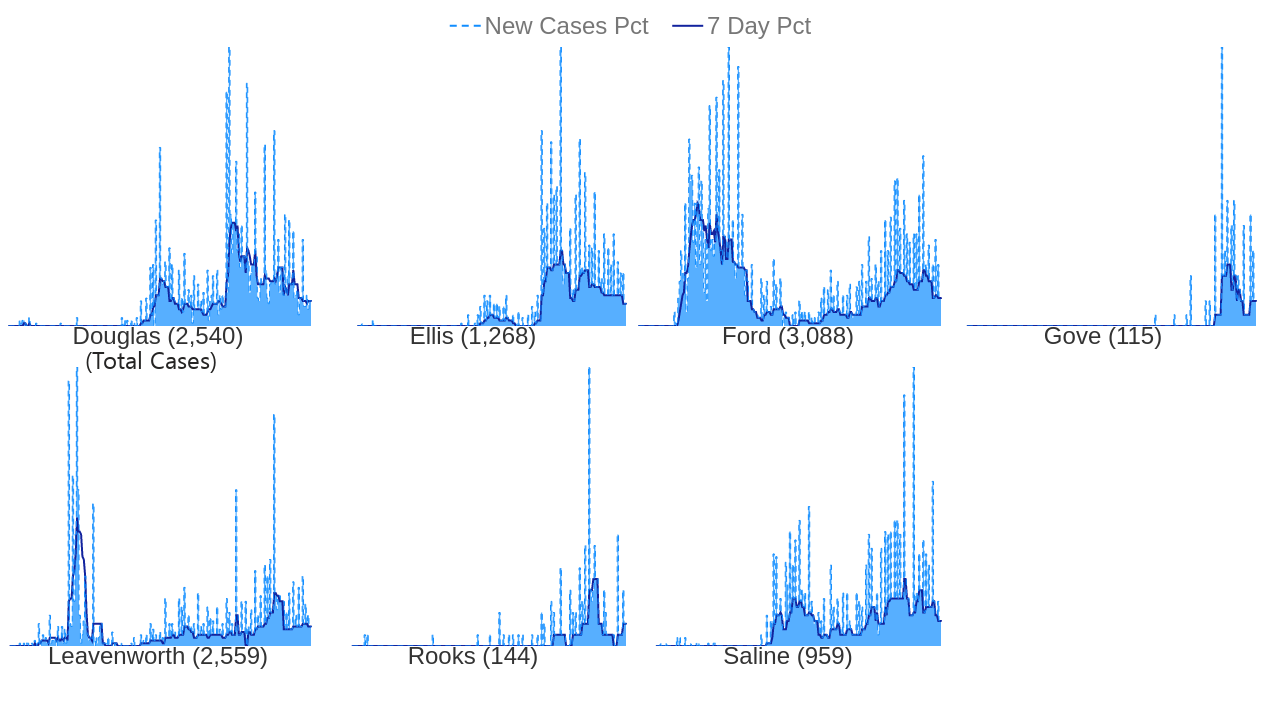 New Cases Pct 7 Day Pct
Douglas (2,540) Ellis (1,268) Ford (3,088) Gove (115)
(Total Cases)
Leavenworth (2,559) Rooks (144) Saline (959)